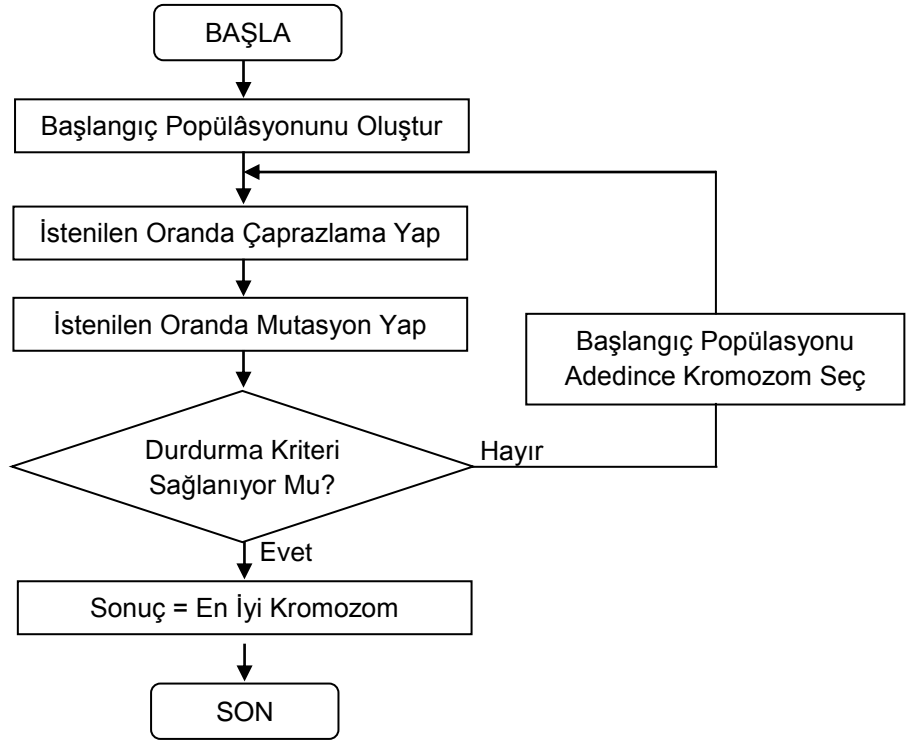 BAŞLA
Başlangıç Popülâsyonunu Oluştur
İstenilen Oranda Çaprazlama Yap
İstenilen Oranda Mutasyon Yap
Başlangıç Popülasyonu
Adedince Kromozom Seç
Durdurma Kriteri
Sağlanıyor Mu?
Hayır
Evet
Sonuç = En İyi Kromozom
SON